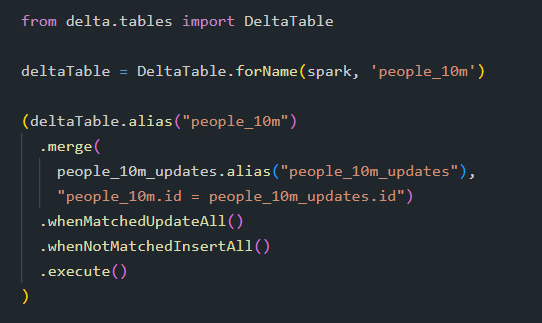 from delta.tables import DeltaTable
deltaTable = DeltaTable.forName(spark, 'people_10m')
(deltaTable.alias("people_10m")
  .merge(
    people_10m_updates.alias("people_10m_updates"),
    "people_10m.id = people_10m_updates.id")
  .whenMatchedUpdateAll()
  .whenNotMatchedInsertAll()
  .execute()
)